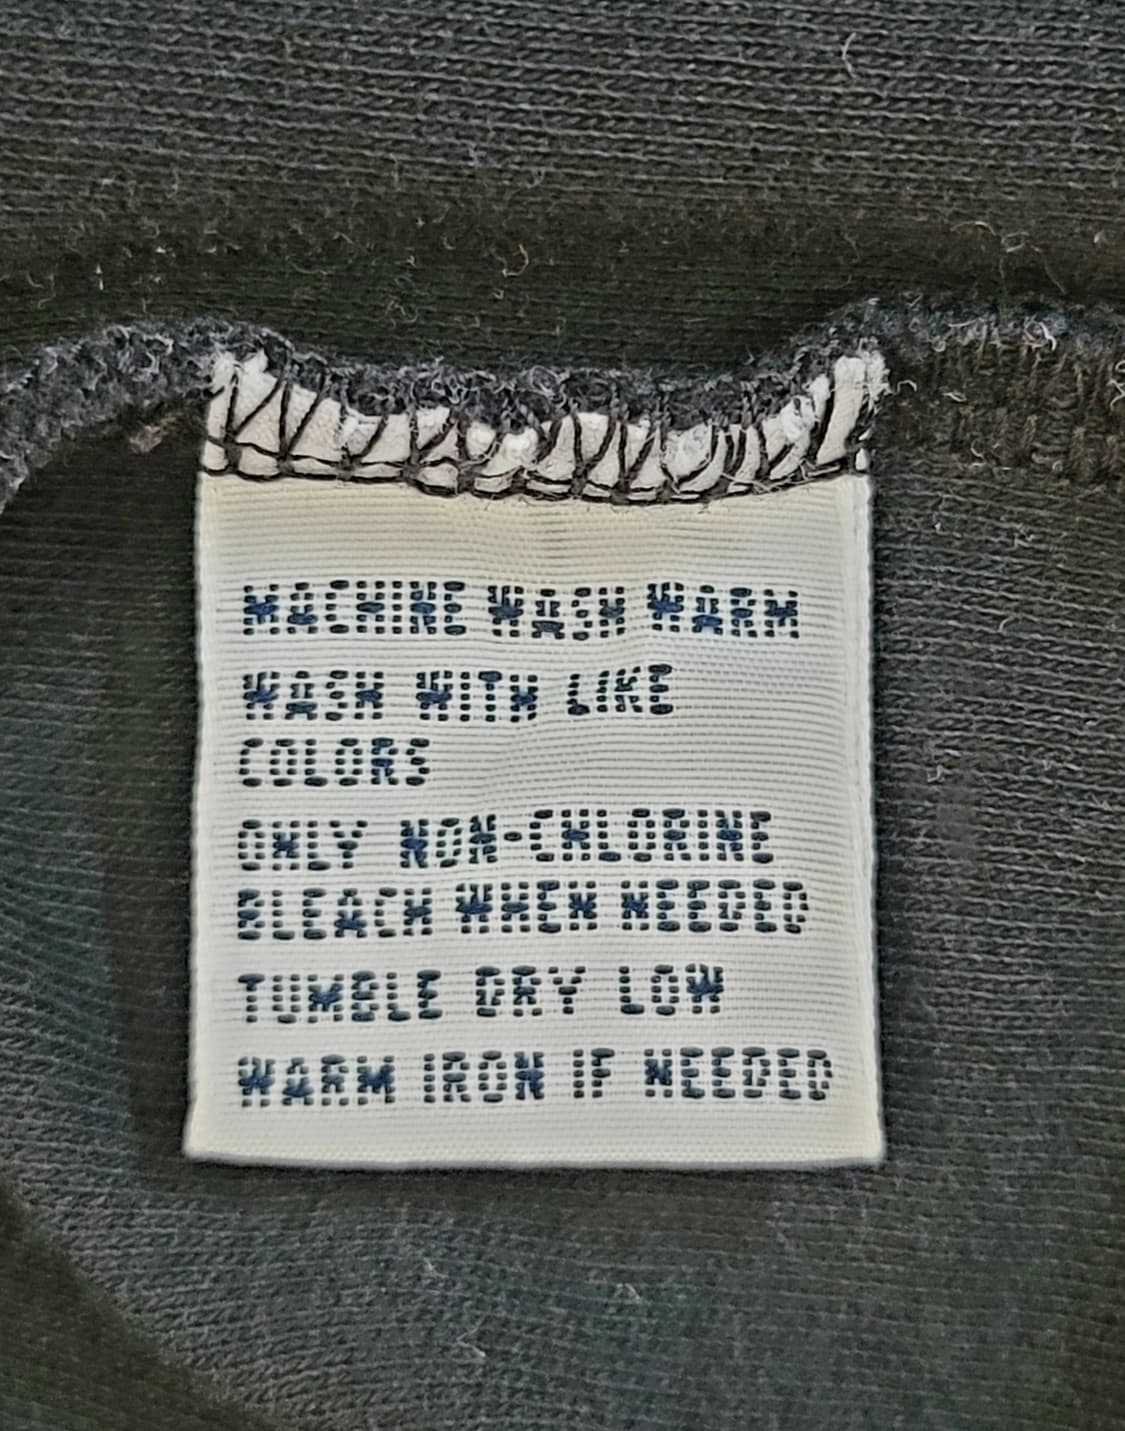 MACHINE WASH WARM
WASH WITH LIKE
COLORS
ONLY NON-CHLORINE
BLEACH WHEN NEEDED
TUMBLE DRY LOW
WARM IRON IF NEEDED